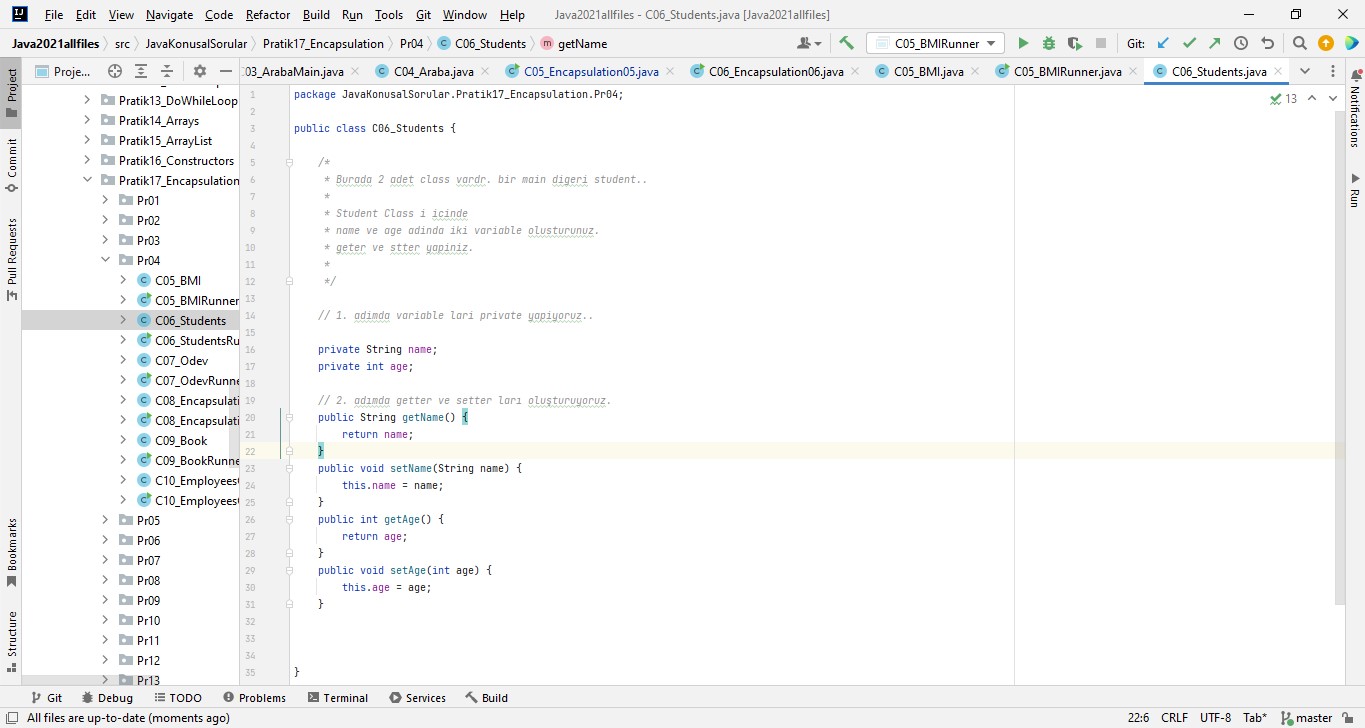 File Edit View Navigate Code Refactor Build Run Tools Git Window Help Java2021allfiles - C06_Students.java [Java2021allfiles]
Java2021allfiles src JavaKonusalSorular Pratik17_Encapsulation Pr04 C06_Students getName C05_BMIRunner Git:
Proje... 03_ArabaMain.java C04_Araba.java C05_Encapsulation05.java C06_Encapsulation06.java C05_BMI.java C05_BMIRunner.java C06_Students.java
Project
Commit
Pull Requests
Bookmarks
Structure
Pratik13_DoWhileLoop
Pratik14_Arrays
Pratik15_ArrayList
Pratik16_Constructors
Pratik17_Encapsulation
Pr01
Pr02
Pr03
Pr04
C05_BMI
C05_BMIRunner
C06_Students
C06_StudentsRu
C07_Odev
C07_OdevRunne
C08_Encapsulati
C08_Encapsulati
C09_Book
C09_BookRunne
C10_Employees
C10_Employees
Pr05
Pr06
Pr07
Pr08
Pr09
Pr10
Pr11
Pr12
Pr13
1 package JavaKonusalSorular.Pratik17_Encapsulation.Pr04;
2
3 public class C06_Students {
4
5 /*
6 * Burada 2 adet class vardr. bir main digeri student..
7 *
8 * Student Class i icinde
9 * name ve age adinda iki variable olusturunuz.
10 * geter ve stter yapiniz.
11 *
12 */
13
14 // 1. adimda variable lari private yapiyoruz..
15
16 private String name;
17 private int age;
18
19 // 2. adımda getter ve setter ları oluşturuyoruz.
20 public String getName() {
21 return name;
22 }
23 public void setName(String name) {
24 this.name = name;
25 }
26 public int getAge() {
27 return age;
28 }
29 public void setAge(int age) {
30 this.age = age;
31 }
32
33
34
35 }
13
Notifications
Run
Git Debug TODO Problems Terminal Services Build
All files are up-to-date (moments ago) 22:6 CRLF UTF-8 Tab* master